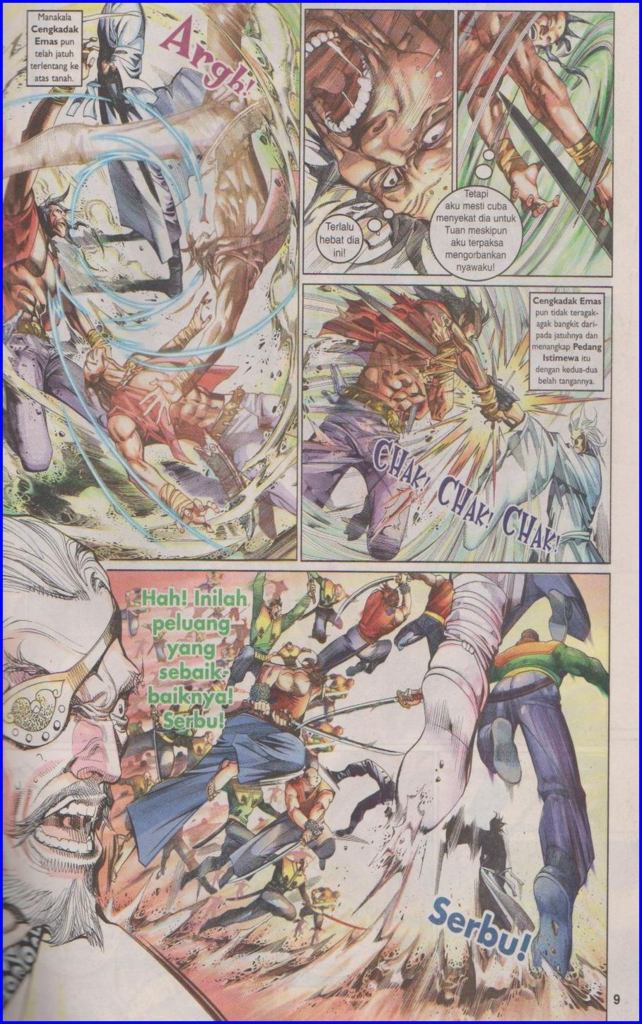 Manakala
Cengkadak
Emas pun
telah jatuh
terlentang ke
atas tanah.
Argh!
Terlalu
hebat dia
ini!
Tetapi
aku mesti cuba
menyekat dia untuk
Tuan meskipun
aku terpaksa
mengorbankan
nyawaku!
Cengkadak Emas
pun tidak teragak-
agak bangkit dari-
pada jatuhnya dan
menangkap Pedang
Istimewa itu
dengan kedua-dua
belah tangannya.
CHAK! CHAK! CHAK!
Hah! Inilah
peluang
yang
sebaik-
baiknya!
Serbu!
Serbu!
9